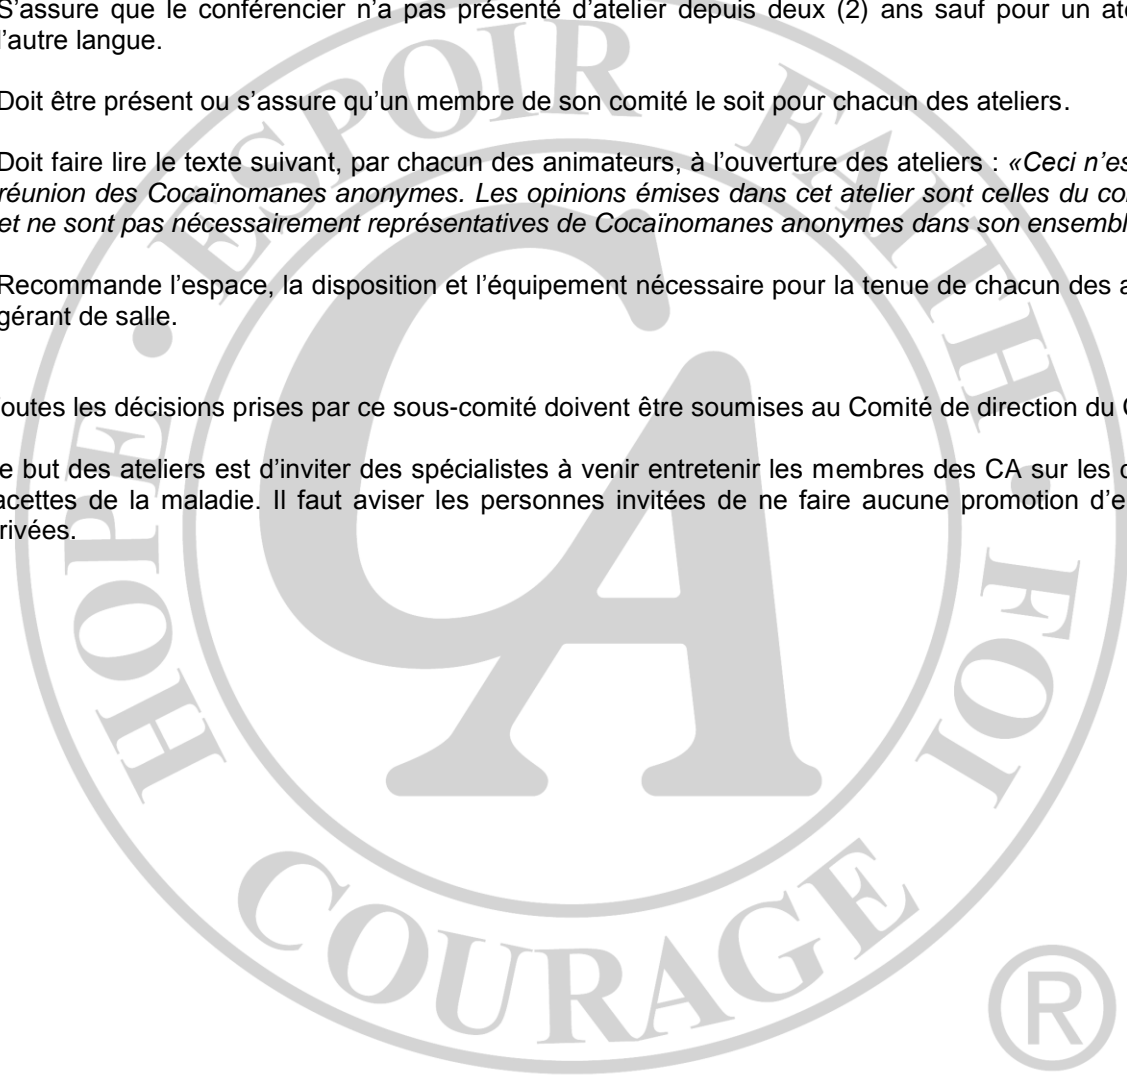 S'assure que le conférencier n'a pas présenté d'atelier depuis deux (2) ans sauf pour un
l'autre langue.
Doit être présent ou s'assure qu'un membre de son comité le soit pour chacun des ateliers.
Doit faire lire le texte suivant, par chacun des animateurs, à l'ouverture des ateliers : «Ceci n'es
réunion des Cocaïnomanes anonymes. Les opinions émises dans cet atelier sont celles du
et ne sont pas nécessairement représentatives de Cocaïnomanes anonymes dans son ensembl
Recommande l'espace, la disposition et l'équipement nécessaire pour la tenue de chacun des
gérant de salle.
outes les décisions prises par ce sous-comité doivent être soumises au Comité de direction du
e but des ateliers est d'inviter des spécialistes à venir entretenir les membres des CA sur les
acettes de la maladie. Il faut aviser les personnes invitées de ne faire aucune promotion d'e
rivées.
HOPE • ESPOIR FAITH • FOI
CA
COURAGE
®